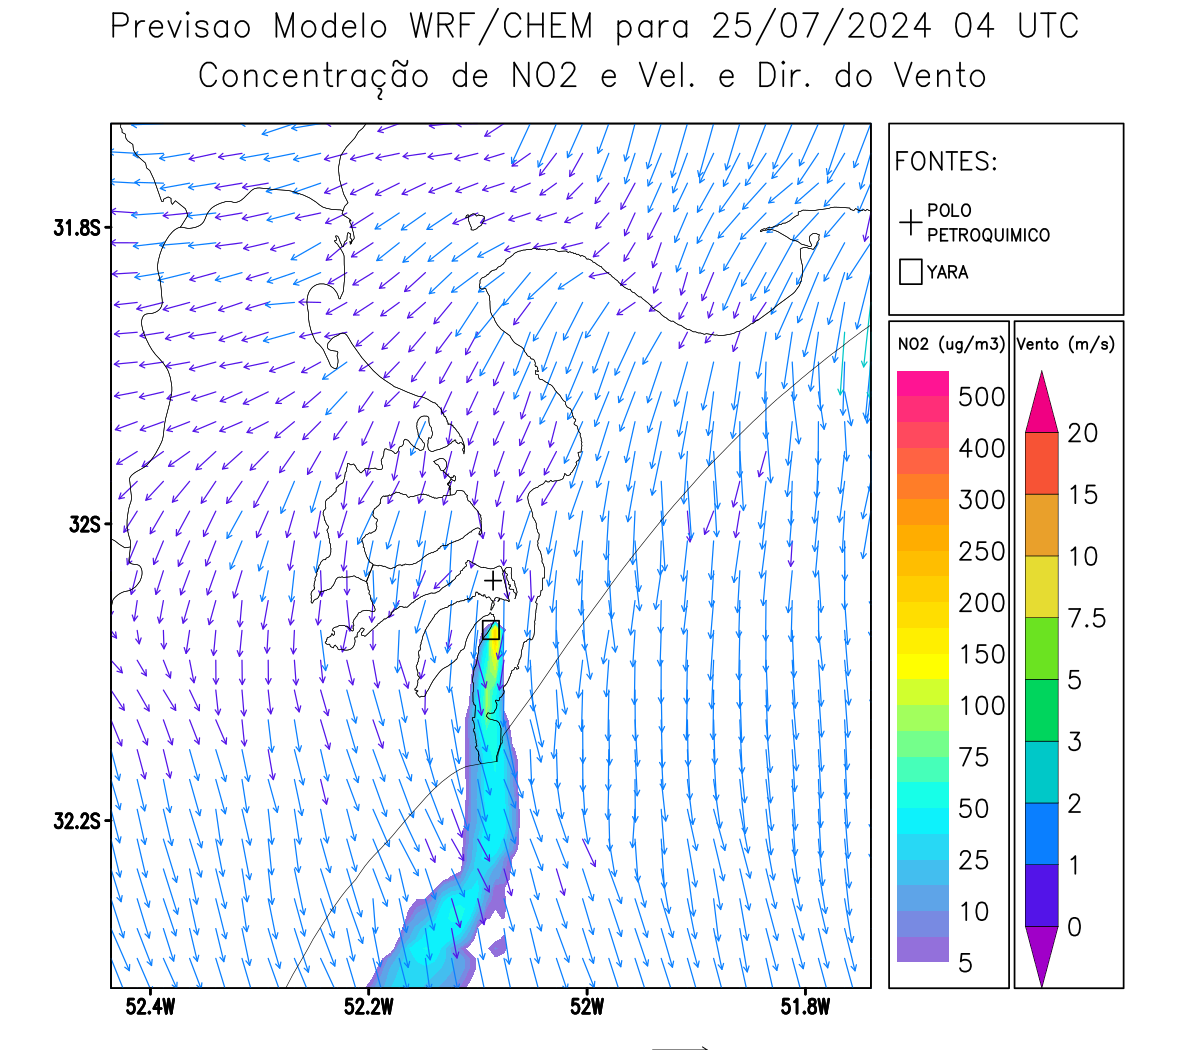 Previsao Modelo WRF/CHEM para 25/07/2024 04 UTC
Concentração de NO2 e Vel. e Dir. do Vento
FONTES:
POLO
PETROQUIMICO
YARA
NO2 (ug/m3)
500
400
300
250
200
150
100
75
50
25
10
5
Vento (m/s)
20
15
10
7.5
5
3
2
1
0
31.8S
32S
32.2S
52.4W
52.2W
52W
51.8W